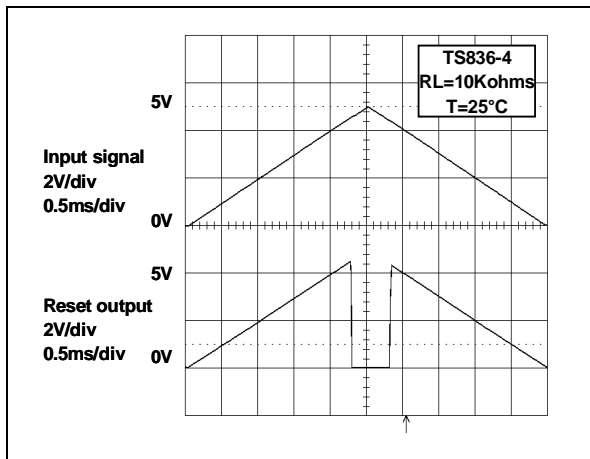 TS836-4
RL=10Kohms
T=25°C
5V
Input signal
2V/div
0.5ms/div
0V
5V
Reset output
2V/div
0.5ms/div
0V